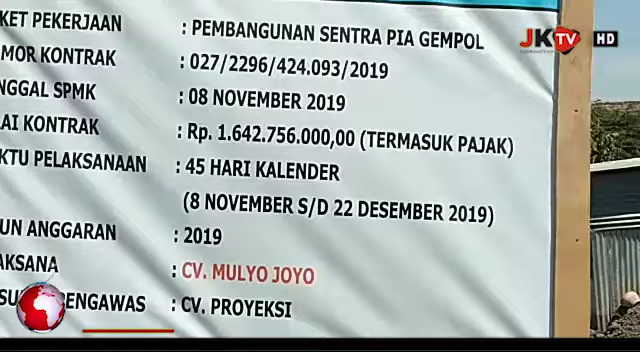 KET PEKERJAAN : PEMBANGUNAN SENTRA PIA GEMPOL
MOR KONTRAK : 027/2296/424.093/2019
NGGAL SPMK : 08 NOVEMBER 2019
AI KONTRAK : Rp. 1.642.756.000,00 (TERMASUK PAJAK)
KTU PELAKSANAAN : 45 HARI KALENDER
(8 NOVEMBER S/D 22 DESEMBER 2019)
UN ANGGARAN : 2019
AKSANA : CV. MULYO JOYO
SU PENGAWAS : CV. PROYEKSI
JKTV HD